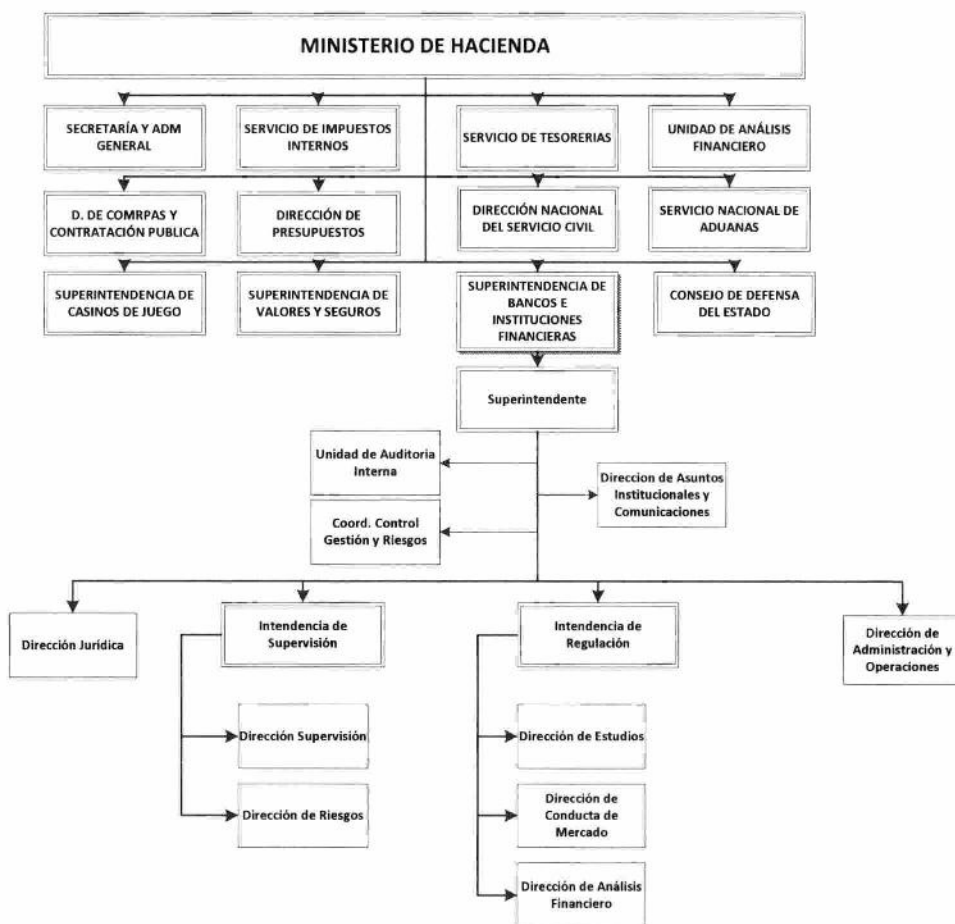 MINISTERIO DE HACIENDA
SECRETARÍA Y ADM
GENERAL
SERVICIO DE IMPUESTOS
INTERNOS
SERVICIO DE TESORERIAS
UNIDAD DE ANÁLISIS
FINANCIERO
D. DE COMRPAS Y
CONTRATACIÓN PUBLICA
DIRECCIÓN DE
PRESUPUESTOS
DIRECCIÓN NACIONAL
DEL SERVICIO CIVIL
SERVICIO NACIONAL DE
ADUANAS
SUPERINTENDENCIA DE
CASINOS DE JUEGO
SUPERINTENDENCIA DE
VALORES Y SEGUROS
SUPERINTENDENCIA DE
BANCOS E
INSTITUCIONES
FINANCIERAS
CONSEJO DE DEFENSA
DEL ESTADO
Superintendente
Unidad de Auditoria
Interna
Direccion de Asuntos
Institucionales y
Comunicaciones
Coord. Control
Gestión y Riesgos
Dirección Jurídica
Intendencia de
Supervisión
Intendencia de
Regulación
Dirección de
Administración y
Operaciones
Dirección Supervisión
Dirección de Estudios
Dirección de Riesgos
Dirección de
Conducta de
Mercado
Dirección de Análisis
Financiero